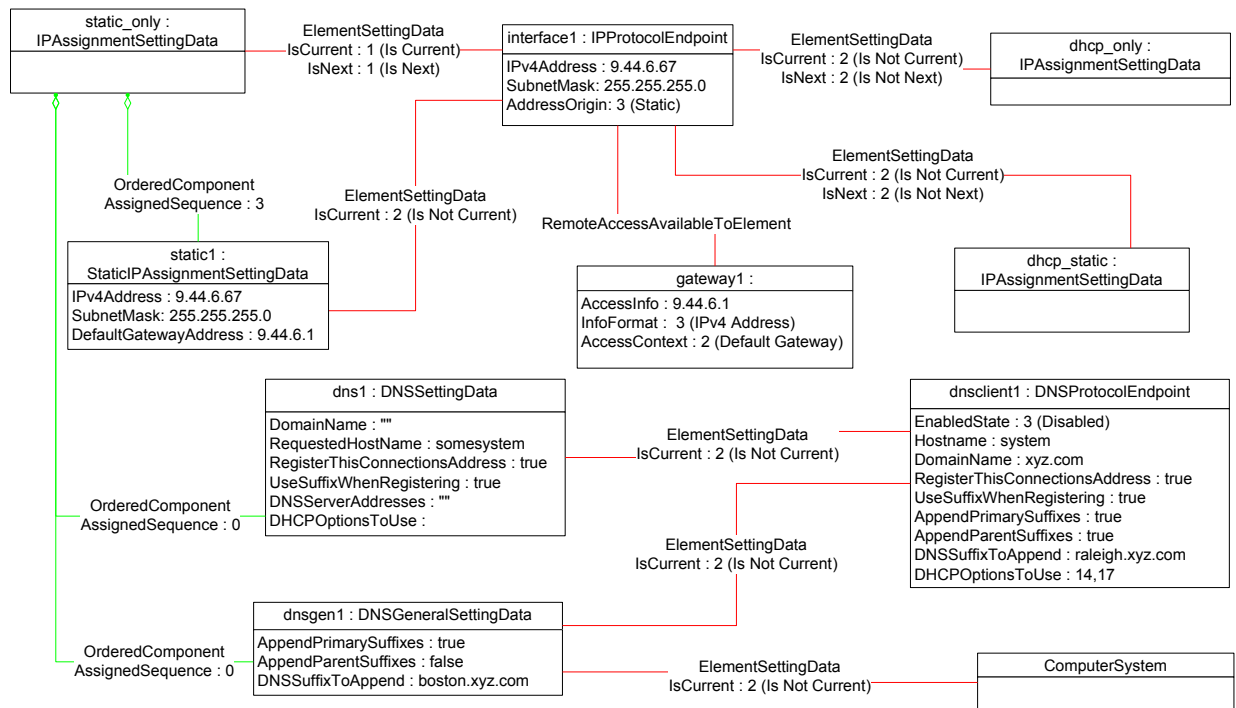 static_only :
IPAssignmentSettingData
ElementSettingData
IsCurrent : 1 (Is Current)
IsNext : 1 (Is Next)
interface1 : IPProtocolEndpoint
IPv4Address : 9.44.6.67
SubnetMask: 255.255.255.0
AddressOrigin: 3 (Static)
ElementSettingData
IsCurrent : 2 (Is Not Current)
IsNext : 2 (Is Not Next)
dhcp_only :
IPAssignmentSettingData
ElementSettingData
IsCurrent : 2 (Is Not Current)
IsNext : 2 (Is Not Next)
OrderedComponent
AssignedSequence : 3
ElementSettingData
IsCurrent : 2 (Is Not Current)
RemoteAccessAvailableToElement
static1 :
StaticIPAssignmentSettingData
IPv4Address : 9.44.6.67
SubnetMask: 255.255.255.0
DefaultGatewayAddress : 9.44.6.1
gateway1 :
AccessInfo : 9.44.6.1
InfoFormat : 3 (IPv4 Address)
AccessContext : 2 (Default Gateway)
dhcp_static :
IPAssignmentSettingData
dns1 : DNSSettingData
DomainName : ""
RequestedHostName : somesystem
RegisterThisConnectionsAddress : true
UseSuffixWhenRegistering : true
DNSServerAddresses : ""
DHCPOptionsToUse :
ElementSettingData
IsCurrent : 2 (Is Not Current)
dnsclient1 : DNSProtocolEndpoint
EnabledState : 3 (Disabled)
Hostname : system
DomainName : xyz.com
RegisterThisConnectionsAddress : true
UseSuffixWhenRegistering : true
AppendPrimarySuffixes : true
AppendParentSuffixes : true
DNSSuffixToAppend : raleigh.xyz.com
DHCPOptionsToUse : 14,17
OrderedComponent
AssignedSequence : 0
ElementSettingData
IsCurrent : 2 (Is Not Current)
dnsgen1 : DNSGeneralSettingData
AppendPrimarySuffixes : true
AppendParentSuffixes : false
DNSSuffixToAppend : boston.xyz.com
OrderedComponent
AssignedSequence : 0
ElementSettingData
IsCurrent : 2 (Is Not Current)
ComputerSystem